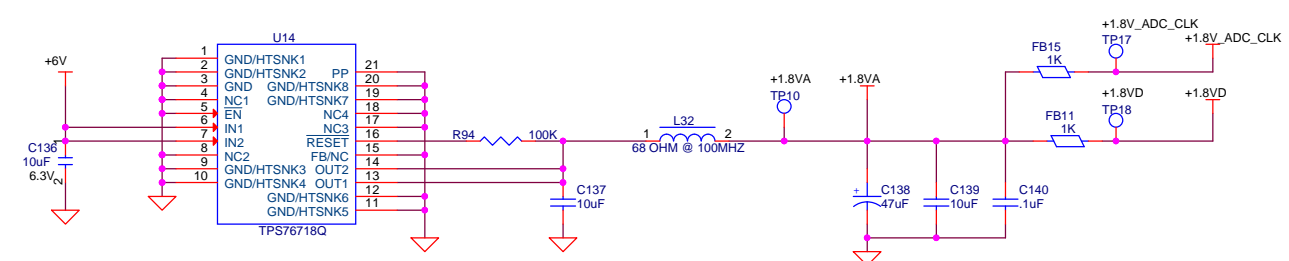 +6V
C136
10uF
6.3V
2
U14
1 GND/HTSNK1
2 GND/HTSNK2
3 GND
4 NC1
5 EN
6 IN1
7 IN2
8 NC2
9 GND/HTSNK3
10 GND/HTSNK4
PP 21
GND/HTSNK8 20
GND/HTSNK7 19
NC4 18
NC3 17
RESET 16
FB/NC 15
OUT2 14
OUT1 13
GND/HTSNK6 12
GND/HTSNK5 11
TPS76718Q
R94 100K
C137
10uF
L32
1 2
68 OHM @ 100MHZ
+1.8VA
TP10
+1.8VA
+
C138
47uF
C139
10uF
C140
.1uF
FB15
1K
+1.8V_ADC_CLK
TP17
+1.8V_ADC_CLK
FB11
1K
+1.8VD
TP18
+1.8VD